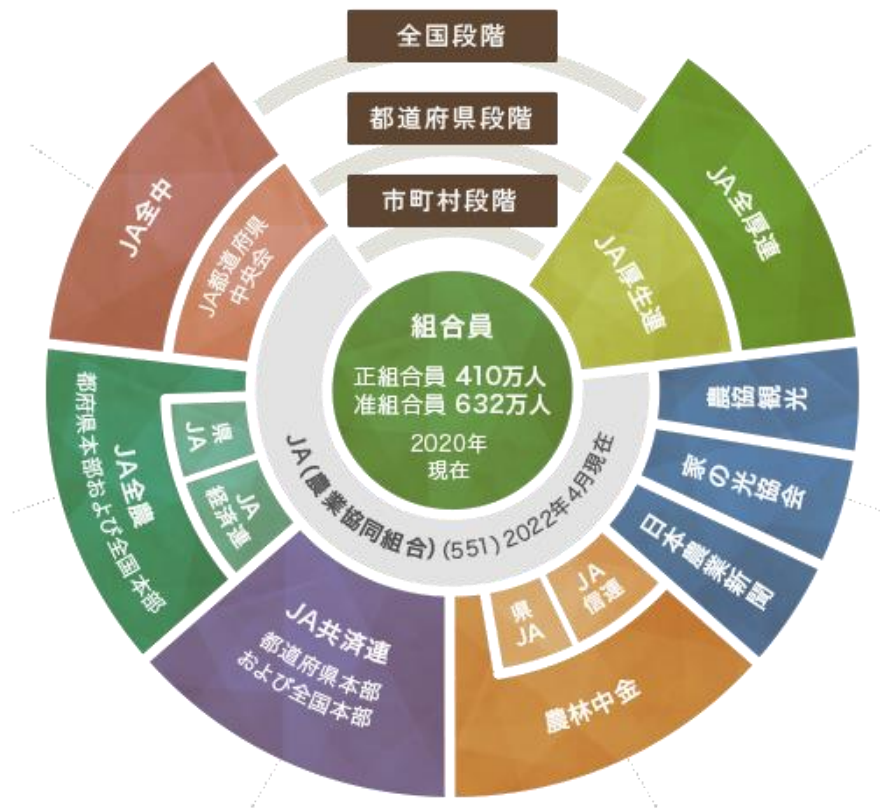 全国段階
都道府県段階
市町村段階
JA全中
JA都道府県
中央会
JA全厚連
JA厚生連
組合員
正組合員 410万人
准組合員 632万人
2020年
現在
JA(農業協同組合)(551)2022年4月現在
農協観光
家の光協会
日本農業新聞
JA全農
都府県本部および全国本部
県
JA
JA
経済連
JA共済連
都道府県本部
および全国本部
県
JA
JA
信連
農林中金